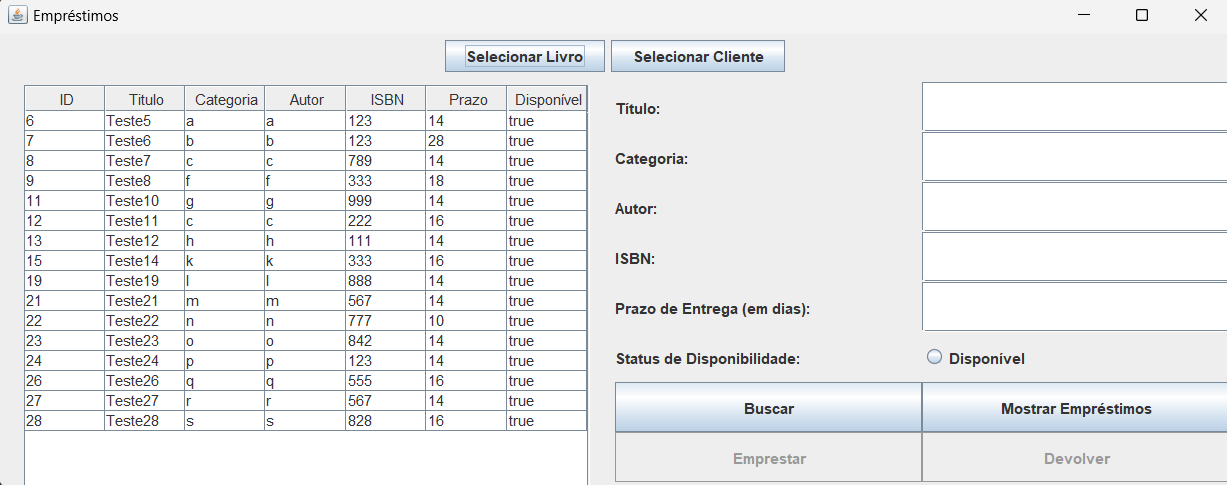 Empréstimos
Selecionar Livro Selecionar Cliente
ID Titulo Categoria Autor ISBN Prazo Disponível
6 Teste5 a a 123 14 true
7 Teste6 b b 123 28 true
8 Teste7 c c 789 14 true
9 Teste8 f f 333 18 true
11 Teste10 g g 999 14 true
12 Teste11 c c 222 16 true
13 Teste12 h h 111 14 true
15 Teste14 k k 333 16 true
19 Teste19 l l 888 14 true
21 Teste21 m m 567 14 true
22 Teste22 n n 777 10 true
23 Teste23 o o 842 14 true
24 Teste24 p p 123 14 true
26 Teste26 q q 555 16 true
27 Teste27 r r 567 14 true
28 Teste28 s s 828 16 true
Título:
Categoria:
Autor:
ISBN:
Prazo de Entrega (em dias):
Status de Disponibilidade: Disponível
Buscar Mostrar Empréstimos
Emprestar Devolver